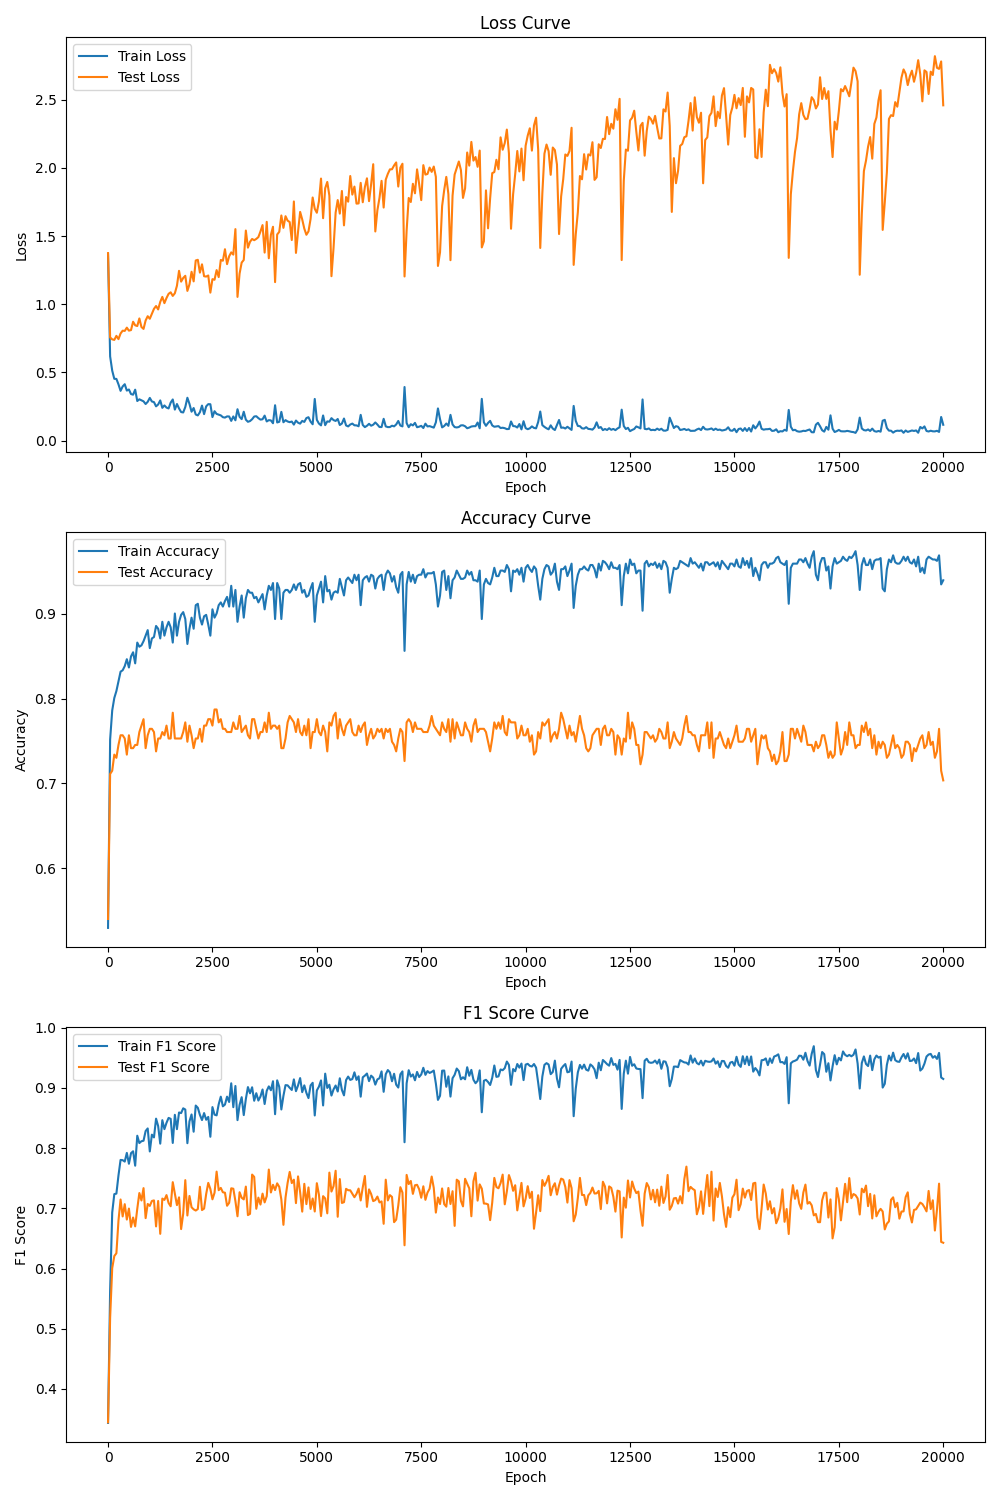 Loss Curve
Train Loss
Test Loss
2.5
2.0
1.5
1.0
0.5
0.0
Loss
0 2500 5000 7500 10000 12500 15000 17500 20000
Epoch
Accuracy Curve
Train Accuracy
Test Accuracy
0.9
0.8
0.7
0.6
Accuracy
0 2500 5000 7500 10000 12500 15000 17500 20000
Epoch
F1 Score Curve
Train F1 Score
Test F1 Score
1.0
0.9
0.8
0.7
0.6
0.5
0.4
F1 Score
0 2500 5000 7500 10000 12500 15000 17500 20000
Epoch